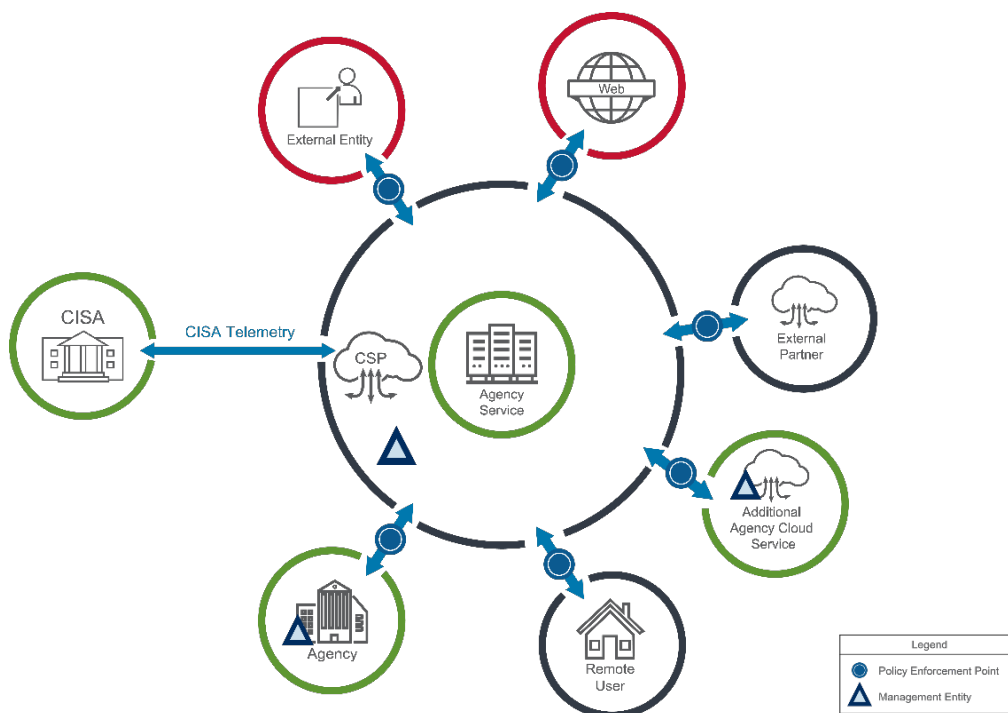 External Entity
Web
CISA
CISA Telemetry
CSP
Agency
Service
External
Partner
Additional
Agency Cloud
Service
Agency
Remote
User
Legend
Policy Enforcement Point
Management Entity